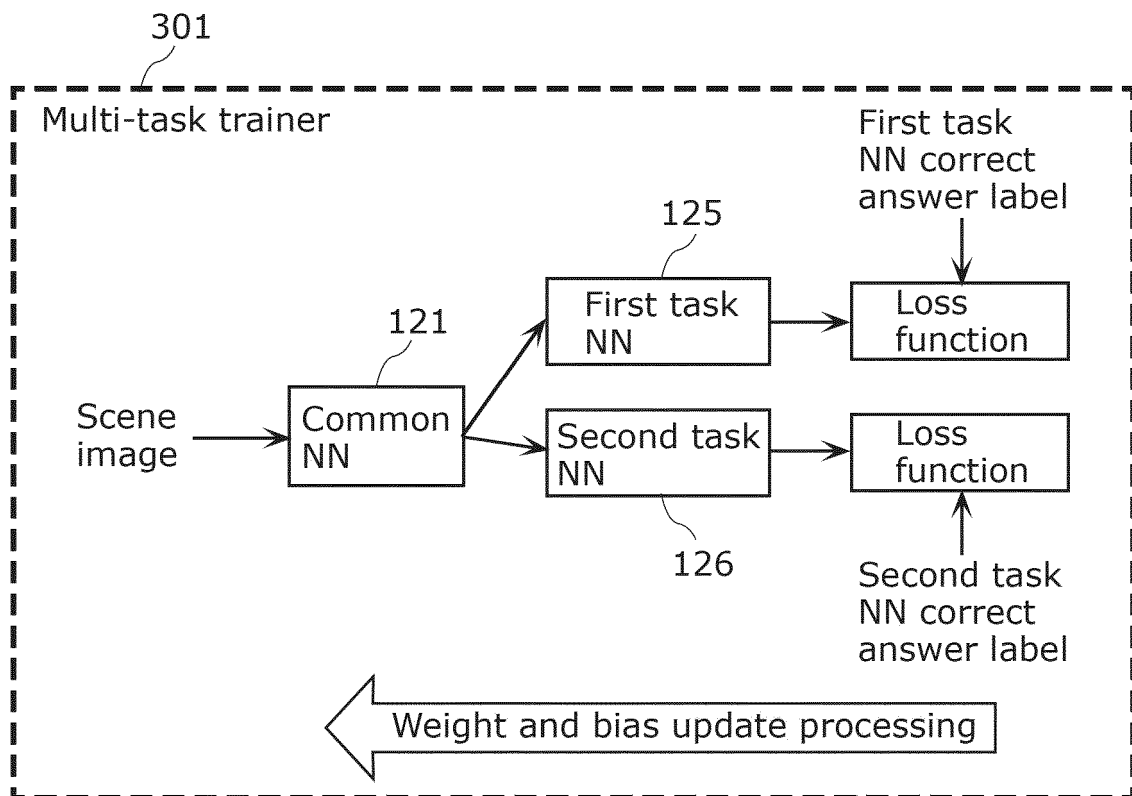 301
Multi-task trainer
First task
NN correct
answer label
125
First task
NN
Loss
function
121
Scene
image
Common
NN
Second task
NN
Loss
function
126
Second task
NN correct
answer label
Weight and bias update processing